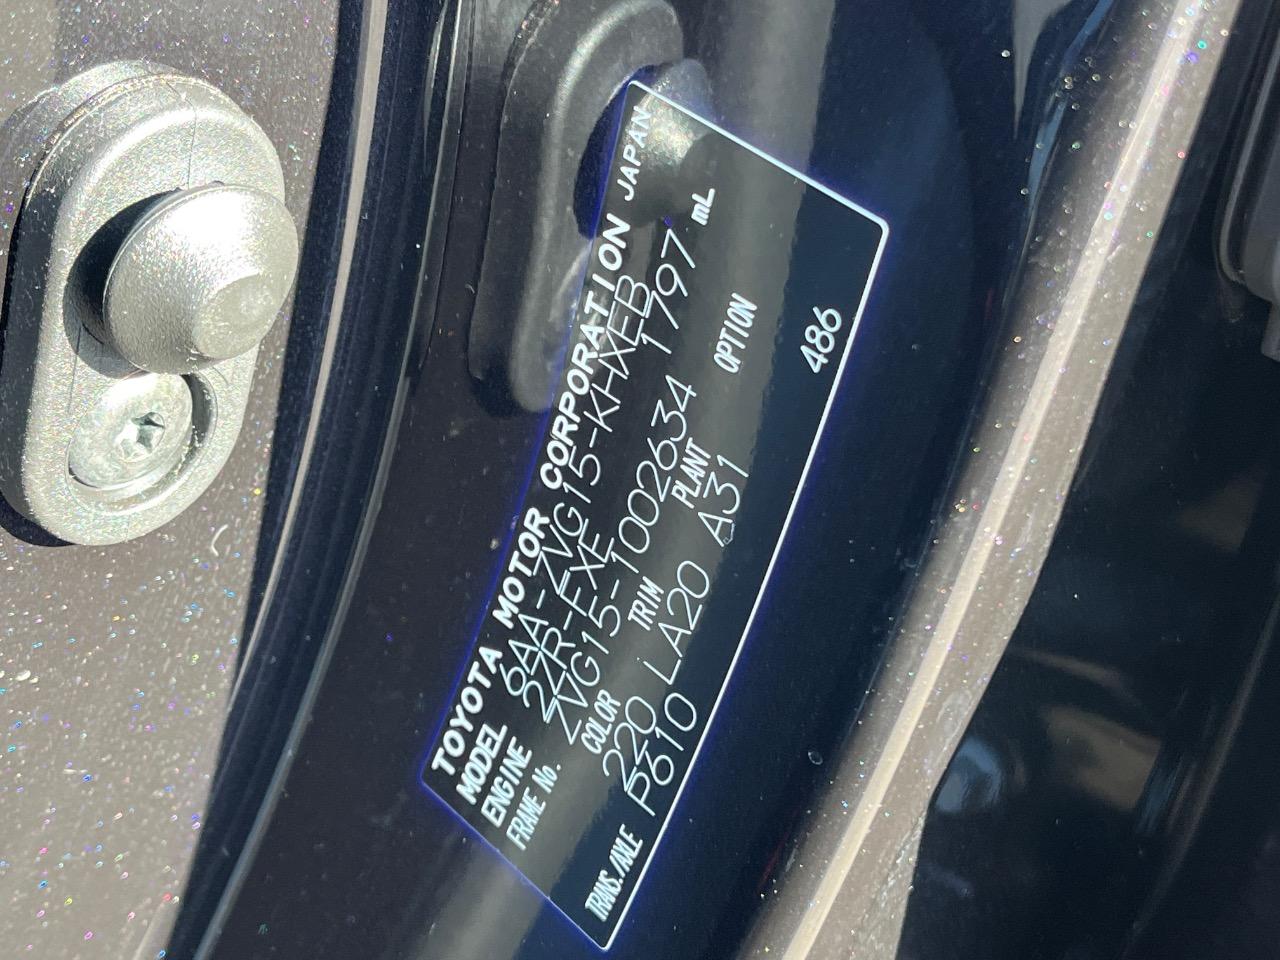 TOYOTA MOTOR CORPORATION JAPAN
MODEL 6AA-ZVG15-KHXEB
ENGINE 2ZR-FXE 1797 mL
FRAME No. ZVG15-1002634
COLOR TRIM PLANT OPTION
220 LA20 A31
TRANS./AXLE P610 486